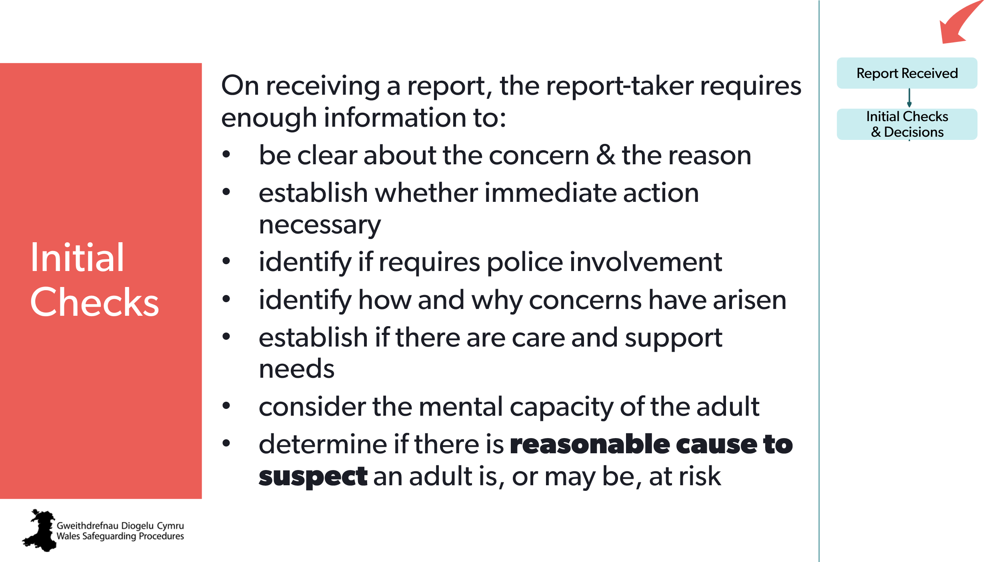 Initial
Checks
On receiving a report, the report-taker requires
enough information to:
• be clear about the concern & the reason
• establish whether immediate action
necessary
• identify if requires police involvement
• identify how and why concerns have arisen
• establish if there are care and support
needs
• consider the mental capacity of the adult
• determine if there is reasonable cause to
suspect an adult is, or may be, at risk
Report Received
Initial Checks
& Decisions
Gweithdrefnau Diogelu Cymru
Wales Safeguarding Procedures